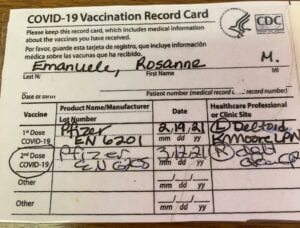 COVID-19 Vaccination Record Card
Please keep this record card, which includes medical information about the vaccines you have received.
CDC
Por favor, guarde esta tarjeta de registro, que incluye información médica sobre las vacunas que ha recibido.
Emanuele, Rosanne M.
Last First Name MI
Date of birth Patient number (medical record record number)
Vaccine Product Name/Manufacturer Lot Number Date Healthcare Professional or Clinic Site
1st Dose COVID-19 Pfizer EN6201 2,19,21 mm dd yy L Deltoid Kmoore LPN
2nd Dose COVID-19 Pfizer 3,12,21 mm dd yy R
Other mm dd yy
Other mm dd yy